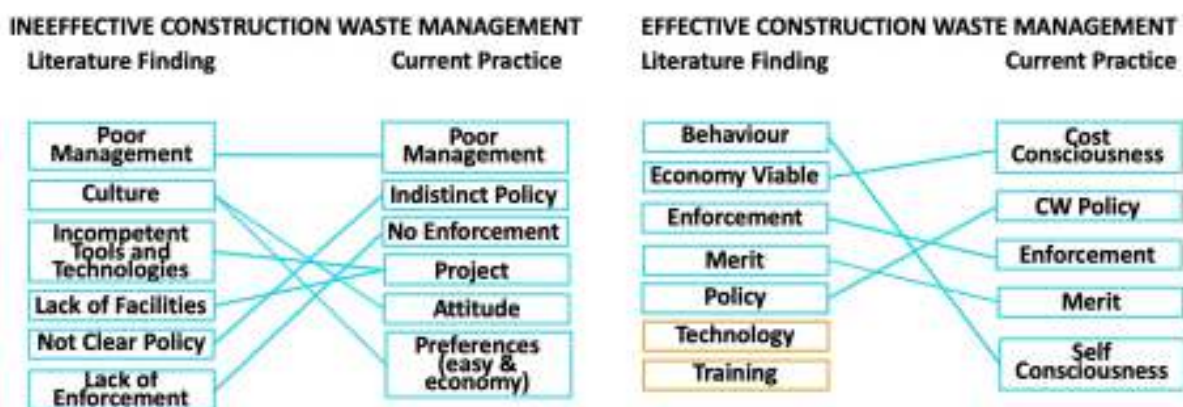 INEEFFECTIVE CONSTRUCTION WASTE MANAGEMENT
Literature Finding
Current Practice
Poor
Management
Culture
Incompetent
Tools and
Technologies
Lack of Facilities
Not Clear Policy
Lack of
Enforcement
Poor
Management
Indistinct Policy
No Enforcement
Project
Attitude
Preferences
(easy &
economy)
EFFECTIVE CONSTRUCTION WASTE MANAGEMENT
Literature Finding
Current Practice
Behaviour
Economy Viable
Enforcement
Merit
Policy
Technology
Training
Cost
Consciousness
CW Policy
Enforcement
Merit
Self
Consciousness